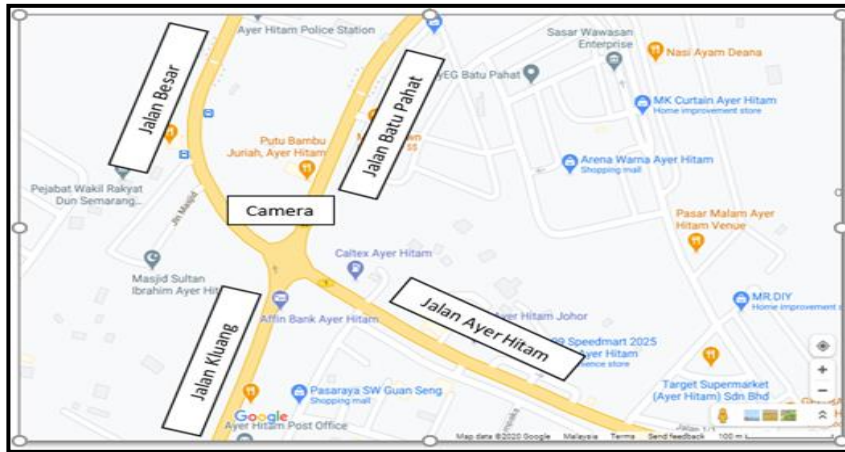 Ayer Hitam Police Station
Sasar Wawasan
Enterprise
Nasi Ayam Deana
yEG Batu Pahat
Jalan Besar
Jalan Batu Pahat
MK Curtain Ayer Hitam
Home improvement store
Putu Bambu
Juriah, Ayer Hitam
Arena Warna Ayer Hitam
Shopping mall
Pejabat Wakil Rakyat
Dun Semarang...
Jln Masjid
Camera
Pasar Malam Ayer
Hitam Venue
Caltex Ayer Hitam
Masjid Sultan
Ibrahim Ayer Hit
Affin Bank Ayer Hitam
Jalan Ayer Hitam
er Hitam Johor
MR.DIY
Home improvement
Jalan Kluang
99 Speedmart 2025
Ayer Hitam
Target Supermarket
(Ayer Hitam) Sdn Bhd
Pasaraya SW Guan Seng
Shopping mall
Google
Ayer Hitam Post Office
Map data ©2020 Google Malaysia Terms Send feedback 100 m